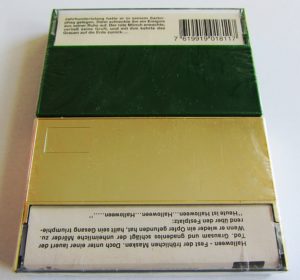 Jahrhundertelang hatte er in seinem Sarko-
phag gelegen. Dann schreckte ihn ein Ereignis
aus seiner Ruhe auf. Der rote Mönch erwachte,
verließ seine Gruft, und mit ihm kehrte das
Grauen auf die Erde zurück....
7 619919 018117
Halloween - Fest der fröhlichen Masken. Doch unter einer lauert der
Tod. Grausam und gnadenlos schlägt der unheimliche Mörder zu.
Wenn er wieder ein Opfer gefunden hat, hallt sein Gesang triumphie-
rend über den Festplatz:
"Heute ist Halloween....Halloween....Halloween......."